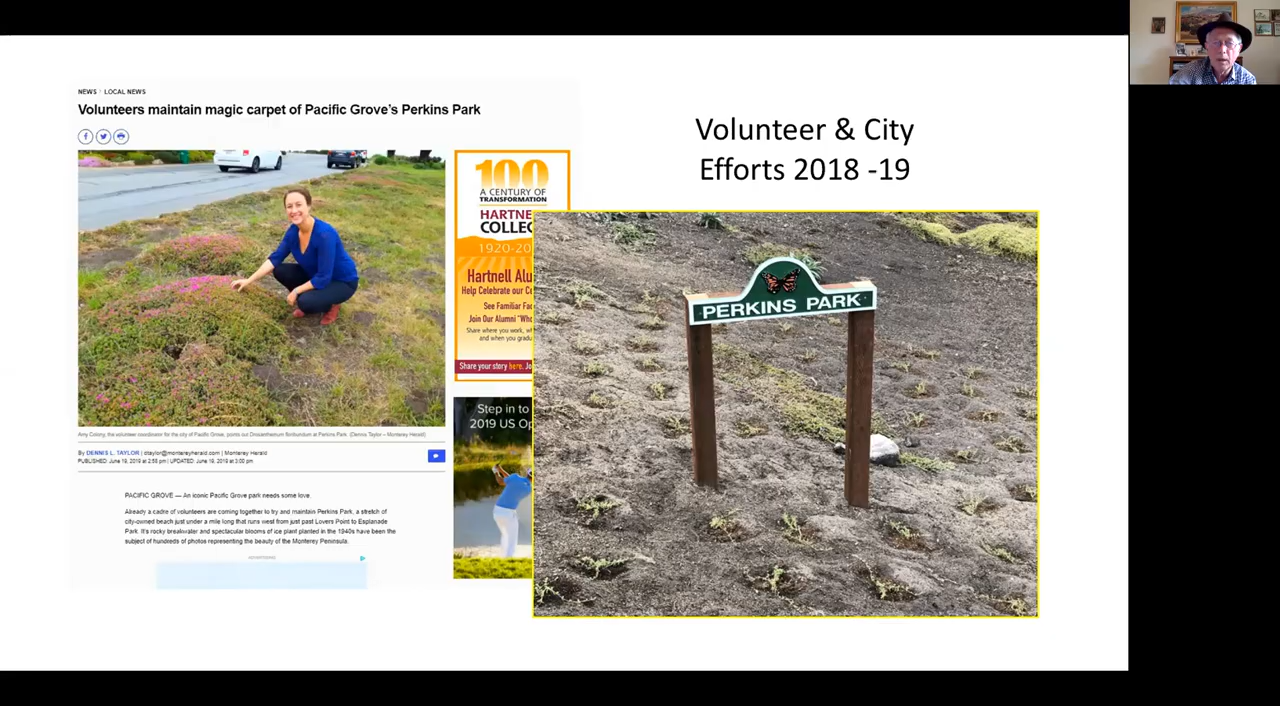 NEWS > LOCAL NEWS
Volunteers maintain magic carpet of Pacific Grove's Perkins Park
Amy Colony, the volunteer coordinator for the city of Pacific Grove, points out Drosanthemum floribundum at Perkins Park. (Dennis Taylor – Monterey Herald)
By DENNIS L. TAYLOR | dtaylor@montereyherald.com | Monterey Herald
PUBLISHED: June 19, 2019 at 2:58 pm | UPDATED: June 19, 2019 at 3:00 pm
PACIFIC GROVE — An iconic Pacific Grove park needs some love.
Already a cadre of volunteers are coming together to try and maintain Perkins Park, a stretch of
city-owned beach just under a mile long that runs west from just past Lovers Point to Esplanade
Park. It's rocky breakwater and spectacular blooms of ice plant planted in the 1940s have been the
subject of hundreds of photos representing the beauty of the Monterey Peninsula.
ADVERTISING
100
A CENTURY OF
TRANSFORMATION
HARTNE
COLLEG
1920-20
Hartnell Alu
Help Celebrate our Ce
See Familiar Fac
Join Our Alumni "Who
Share where you work, wh
and when you gradu
Share your story here. Jo
Step in to
2019 US Op
Volunteer & City
Efforts 2018 -19
PERKINS PARK